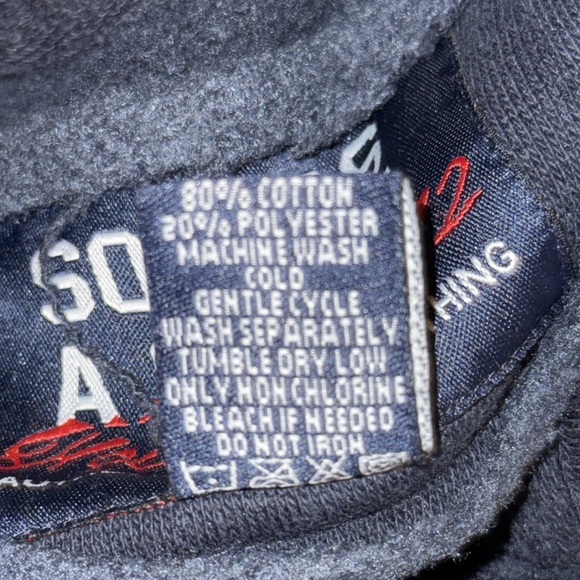 80% COTTON
20% POLYESTER
MACHINE WASH
COLD
GENTLE CYCLE
WASH SEPARATELY
TUMBLE DRY LOW
ONLY NONCHLORINE
BLEACH IF NEEDED
DO NOT IRON
SO
A
S
2
HING